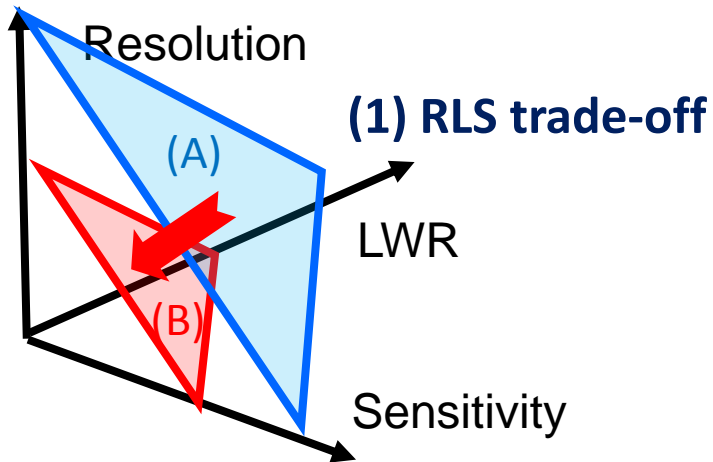 Resolution
(1) RLS trade-off
(A)
LWR
(B)
Sensitivity